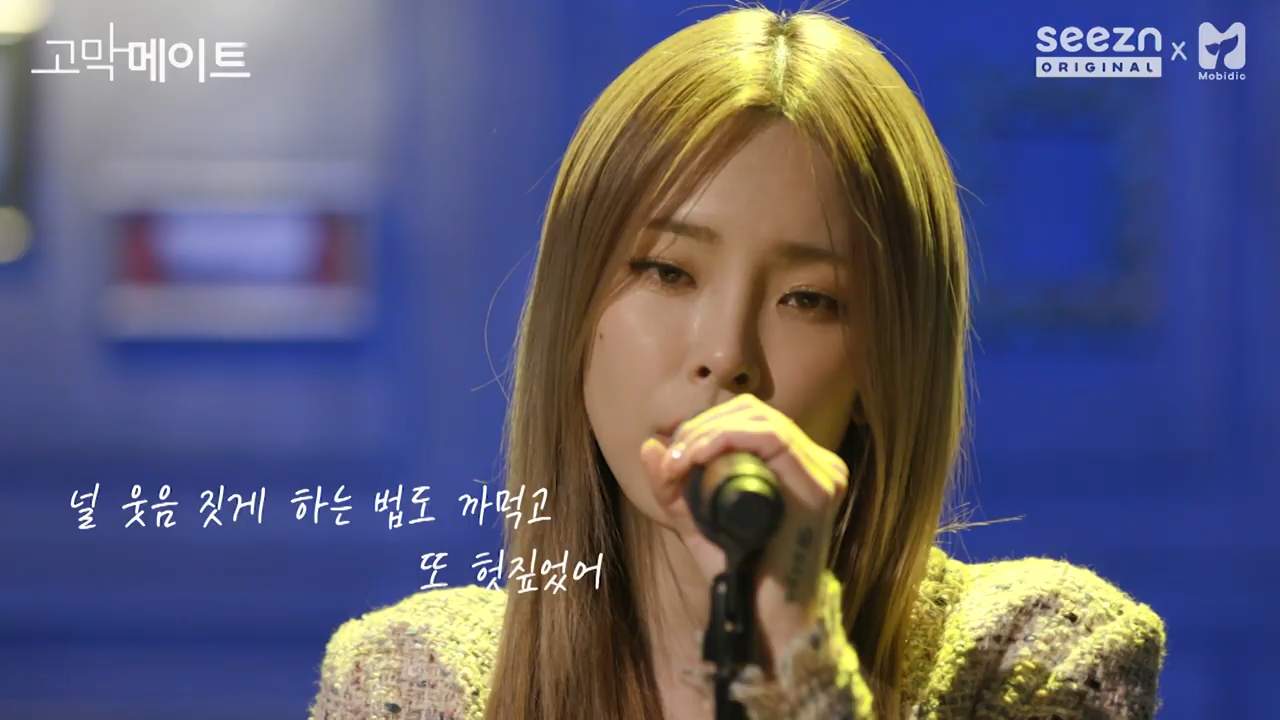 고막메이트
seezn
ORIGINAL
x
Mobidic
널 웃음 짓게 하는 법도 까먹고
또 헛짚었어